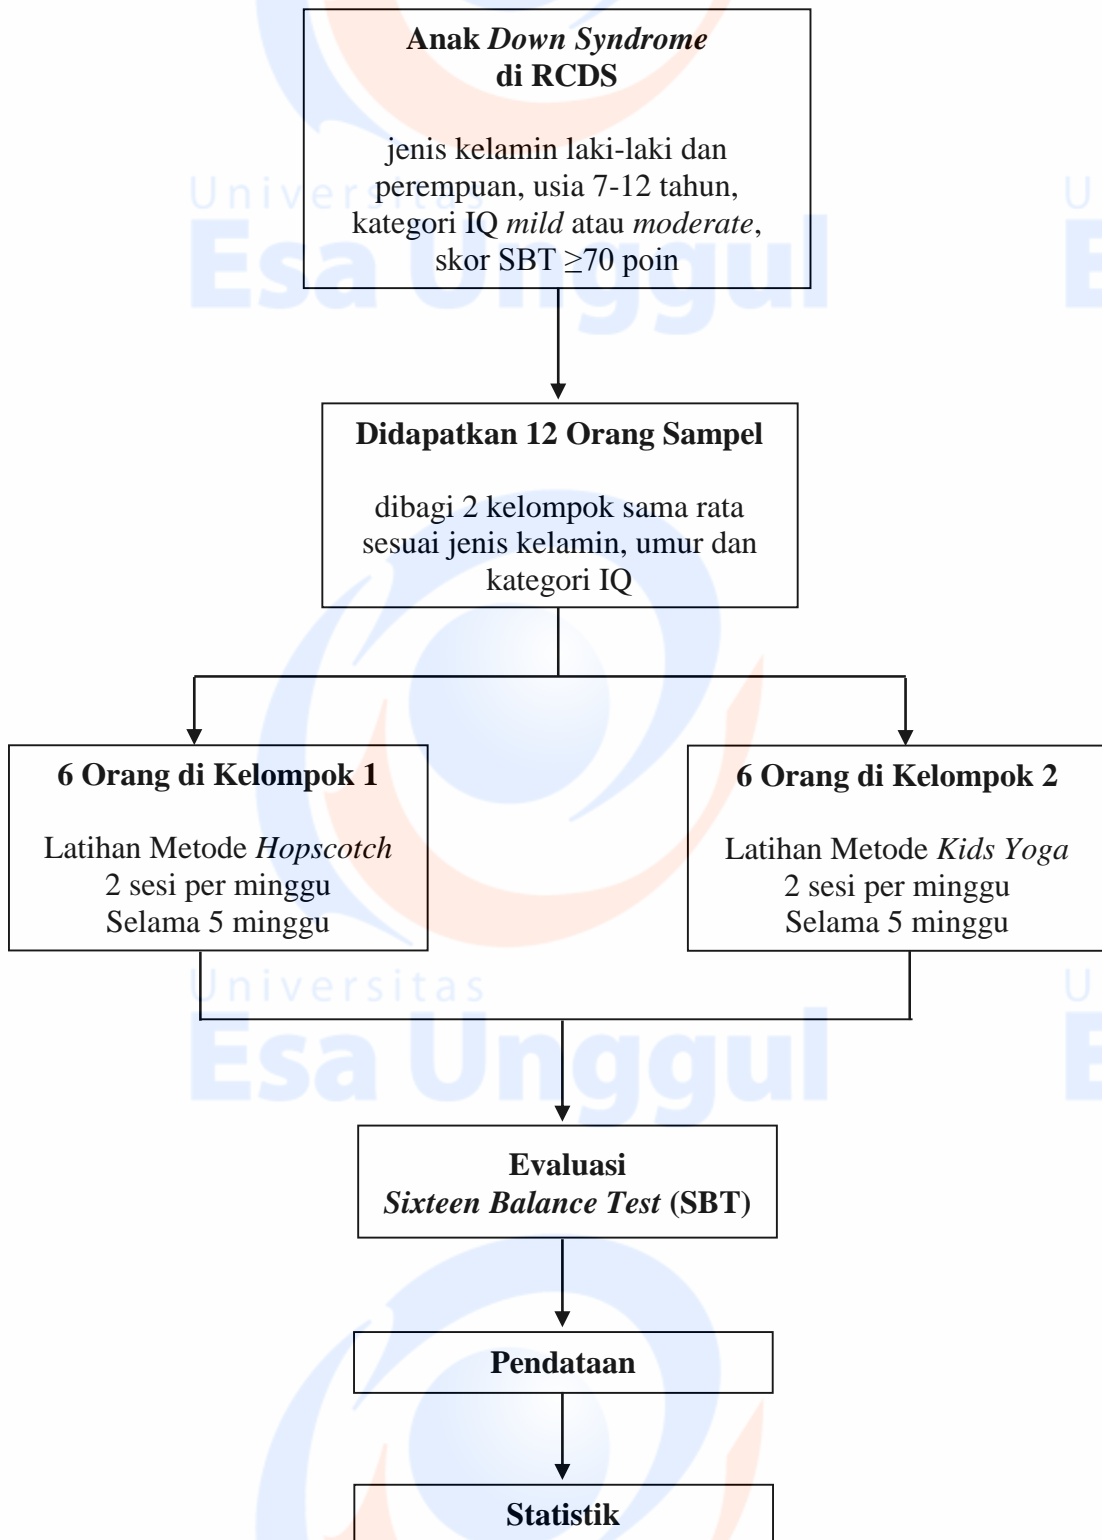 Anak Down Syndrome
di RCDS
jenis kelamin laki-laki dan
perempuan, usia 7-12 tahun,
kategori IQ mild atau moderate,
skor SBT ≥70 poin
Universitas
Esa Unggul
Didapatkan 12 Orang Sampel
dibagi 2 kelompok sama rata
sesuai jenis kelamin, umur dan
kategori IQ
6 Orang di Kelompok 1
Latihan Metode Hopscotch
2 sesi per minggu
Selama 5 minggu
6 Orang di Kelompok 2
Latihan Metode Kids Yoga
2 sesi per minggu
Selama 5 minggu
Universitas
Esa Unggul
Evaluasi
Sixteen Balance Test (SBT)
Pendataan
Statistik